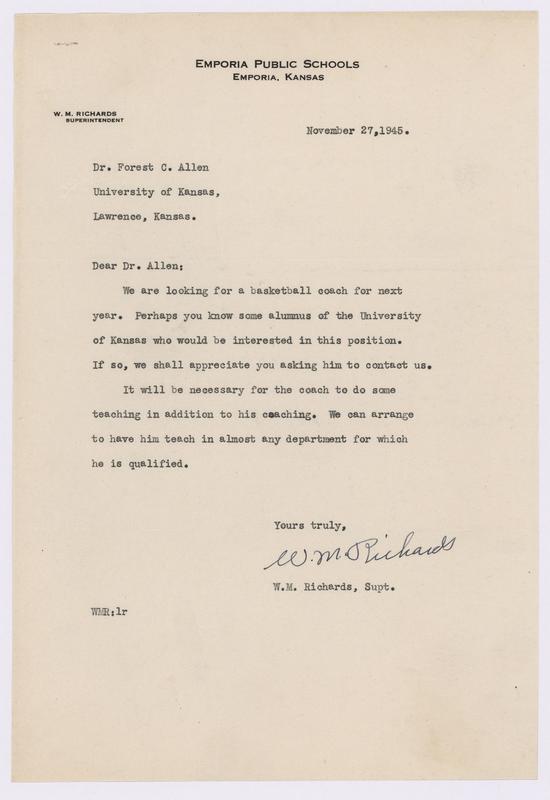 EMPORIA PUBLIC SCHOOLS
EMPORIA, KANSAS
W. M. RICHARDS
SUPERINTENDENT
November 27,1945.
Dr. Forest C. Allen
University of Kansas,
Lawrence, Kansas.
Dear Dr. Allen:
We are looking for a basketball coach for next
year. Perhaps you know some alumnus of the University
of Kansas who would be interested in this position.
If so, we shall appreciate you asking him to contact us.
It will be necessary for the coach to do some
teaching in addition to his coaching. We can arrange
to have him teach in almost any department for which
he is qualified.
Yours truly,
W. M. Richards
W.M. Richards, Supt.
WMR:lr